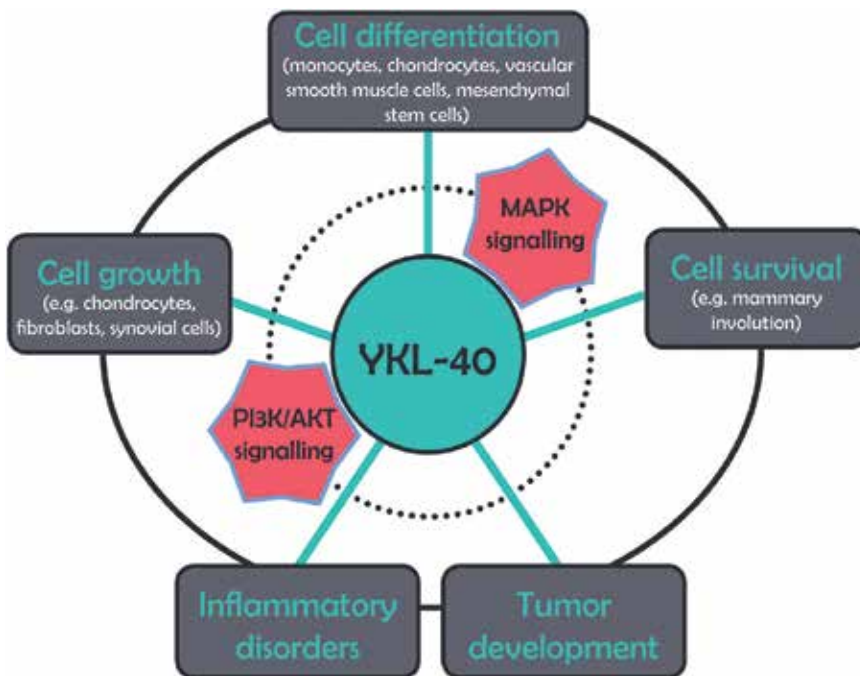 Cell differentiation
(monocytes, chondrocytes, vascular
smooth muscle cells, mesenchymal
stem cells)
MAPK
signalling
Cell growth
(e.g. chondrocytes,
fibroblasts, synovial cells)
Cell survival
(e.g. mammary
involution)
YKL-40
PI3K/AKT
signalling
Inflammatory
disorders
Tumor
development